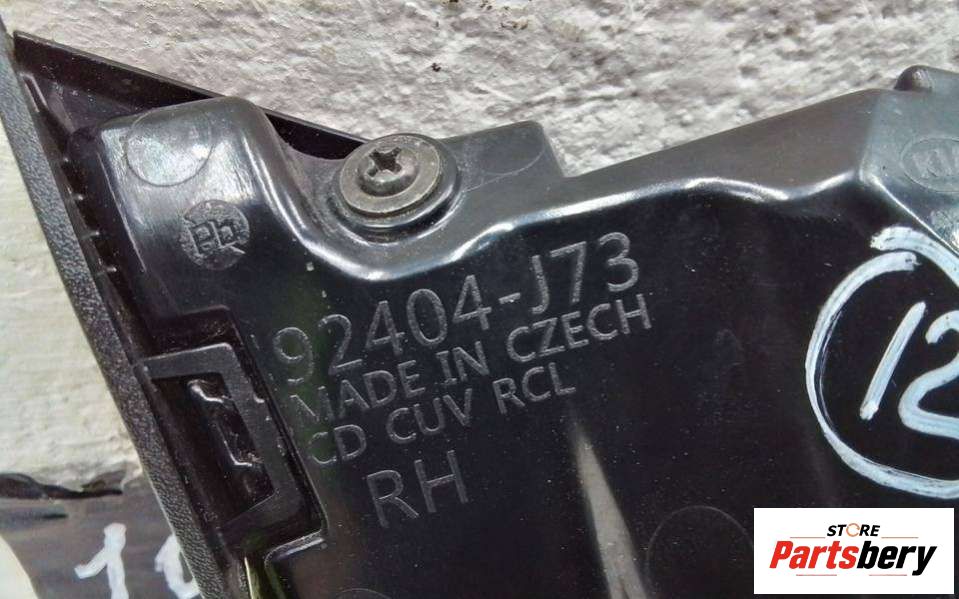 92404-J73
MADE IN CZECH
CD CUV RCL
RH
12
STORE
Partsbery